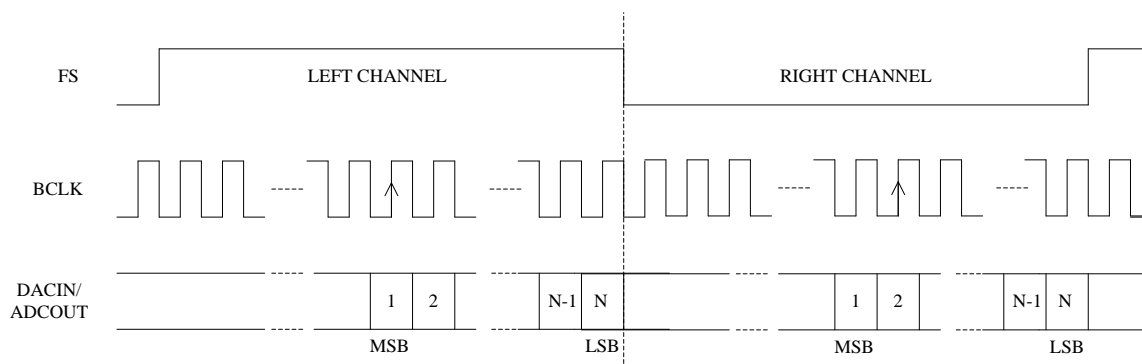 FS
LEFT CHANNEL
RIGHT CHANNEL
BCLK
DACIN/
ADCOUT
1 2 N-1 N 1 2 N-1 N
MSB LSB MSB LSB